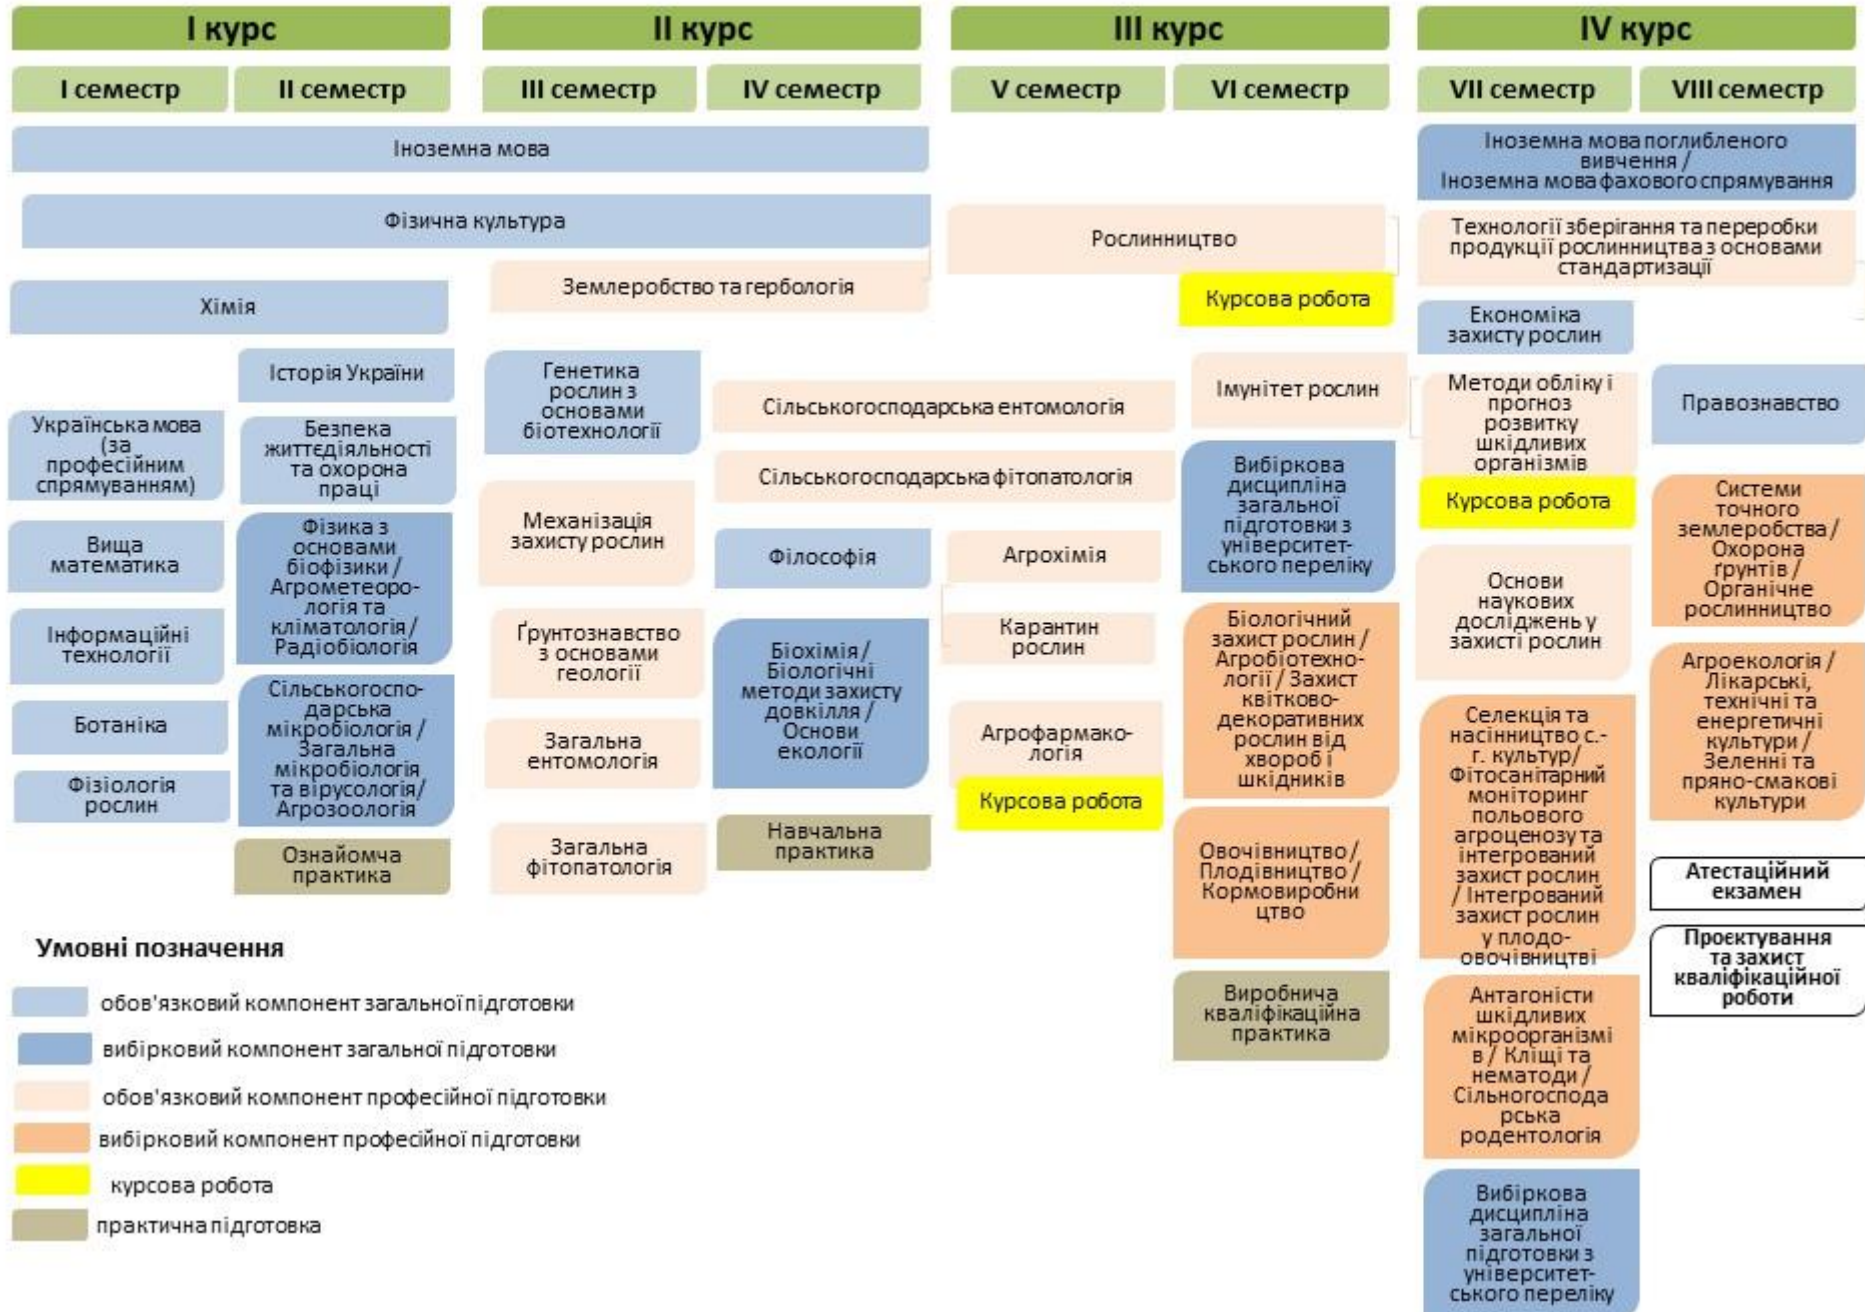 I курс
II курс
III курс
IV курс
I семестр
II семестр
III семестр
IV семестр
V семестр
VI семестр
VII семестр
VIII семестр
Іноземна мова
Фізична культура
Хімія
Українська мова
(за
професійним
спрямуванням)
Вища
математика
Інформаційні
технології
Ботаніка
Фізіологія
рослин
Історія України
Безпека
життєдіяльності
та охорона
праці
Фізика з
основами
біофізики /
Агрометеоро-
логія та
кліматологія /
Радіобіологія
Сільськогоспо-
дарська
мікробіологія /
Загальна
мікробіологія
та вірусологія/
Агрозоологія
Ознайомча
практика
Землеробство та гербологія
Генетика
рослин з
основами
біотехнології
Механізація
захисту рослин
Ґрунтознавство
з основами
геології
Загальна
ентомологія
Загальна
фітопатологія
Сільськогосподарська ентомологія
Сільськогосподарська фітопатологія
Філософія
Біохімія /
Біологічні
методи захисту
довкілля /
Основи
екології
Навчальна
практика
Рослинництво
Курсова робота
Агрохімія
Карантин
рослин
Агрофармако-
логія
Курсова робота
Імунітет рослин
Вибіркова
дисципліна
загальної
підготовки з
університет-
ського переліку
Біологічний
захист рослин /
Агробіотехно-
логії / Захист
квітково-
декоративних
рослин від
хвороб і
шкідників
Овочівництво /
Плодівництво /
Кормовиробни
цтво
Виробнича
кваліфікаційна
практика
Іноземна мова поглибленого
вивчення /
Іноземна мова фахового спрямування
Технології зберігання та переробки
продукції рослинництва з основами
стандартизації
Економіка
захисту рослин
Методи обліку і
прогноз
розвитку
шкідливих
організмів
Курсова робота
Основи
наукових
досліджень у
захисті рослин
Селекція та
насінництво с.-
г. культур/
Фітосанітарний
моніторинг
польового
агроценозу та
інтегрований
захист рослин
/ Інтегрований
захист рослин
у плодо-
овочівництві
Антагоністи
шкідливих
мікроорганізмі
в / Кліщі та
нематоди /
Сільногоспода
рська
родентологія
Вибіркова
дисципліна
загальної
підготовки з
університет-
ського переліку
Правознавство
Системи
точного
землеробства /
Охорона
ґрунтів /
Органічне
рослинництво
Агроекологія /
Лікарські,
технічні та
енергетичні
культури /
Зеленні та
пряно-смакові
культури
Атестаційний
екзамен
Проєктування
та захист
кваліфікаційної
роботи
Умовні позначення
обов'язковий компонент загальної підготовки
вибірковий компонент загальної підготовки
обов'язковий компонент професійної підготовки
вибірковий компонент професійної підготовки
курсова робота
практична підготовка